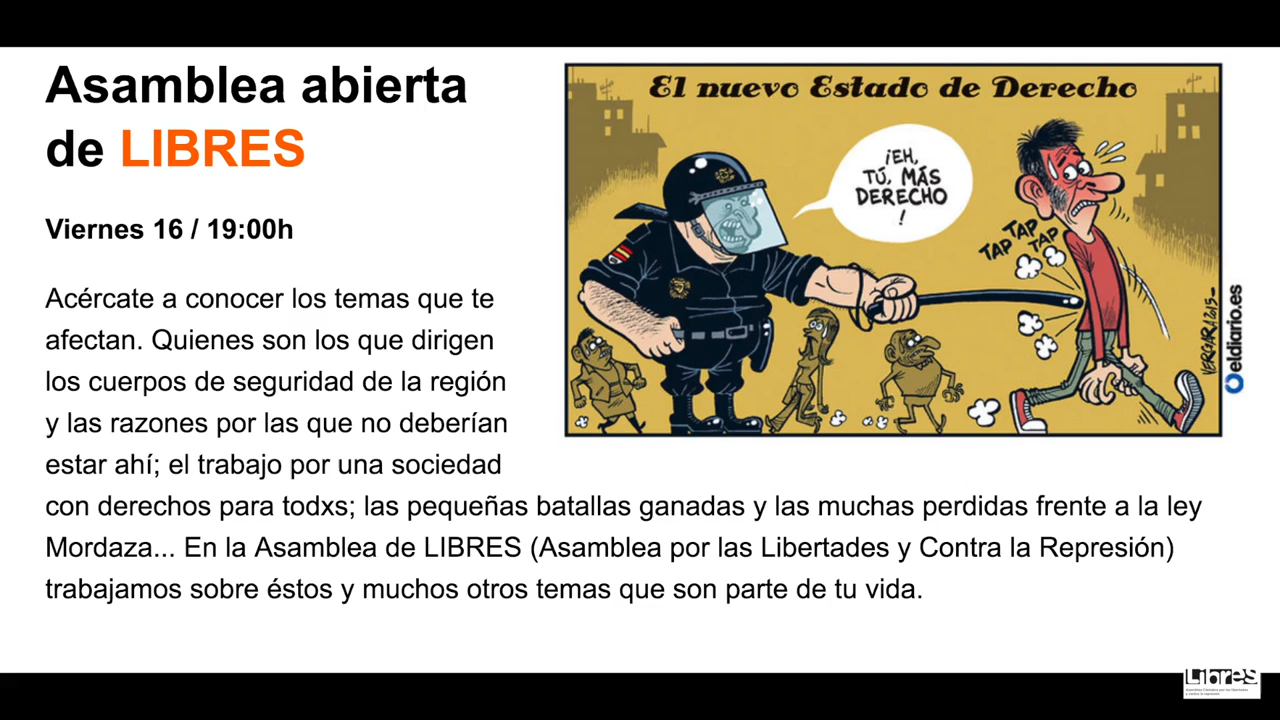 Asamblea abierta
de LIBRES
Viernes 16 / 19:00h
Acércate a conocer los temas que te
afectan. Quienes son los que dirigen
los cuerpos de seguridad de la región
y las razones por las que no deberían
estar ahí; el trabajo por una sociedad
con derechos para todxs; las pequeñas batallas ganadas y las muchas perdidas frente a la ley
Mordaza... En la Asamblea de LIBRES (Asamblea por las Libertades y Contra la Represión)
trabajamos sobre éstos y muchos otros temas que son parte de tu vida.
El nuevo Estado de Derecho
¡EH,
TÚ, MÁS
DERECHO
!
TAP
TAP
TAP
VERGARA
eldiario.es
LibreS